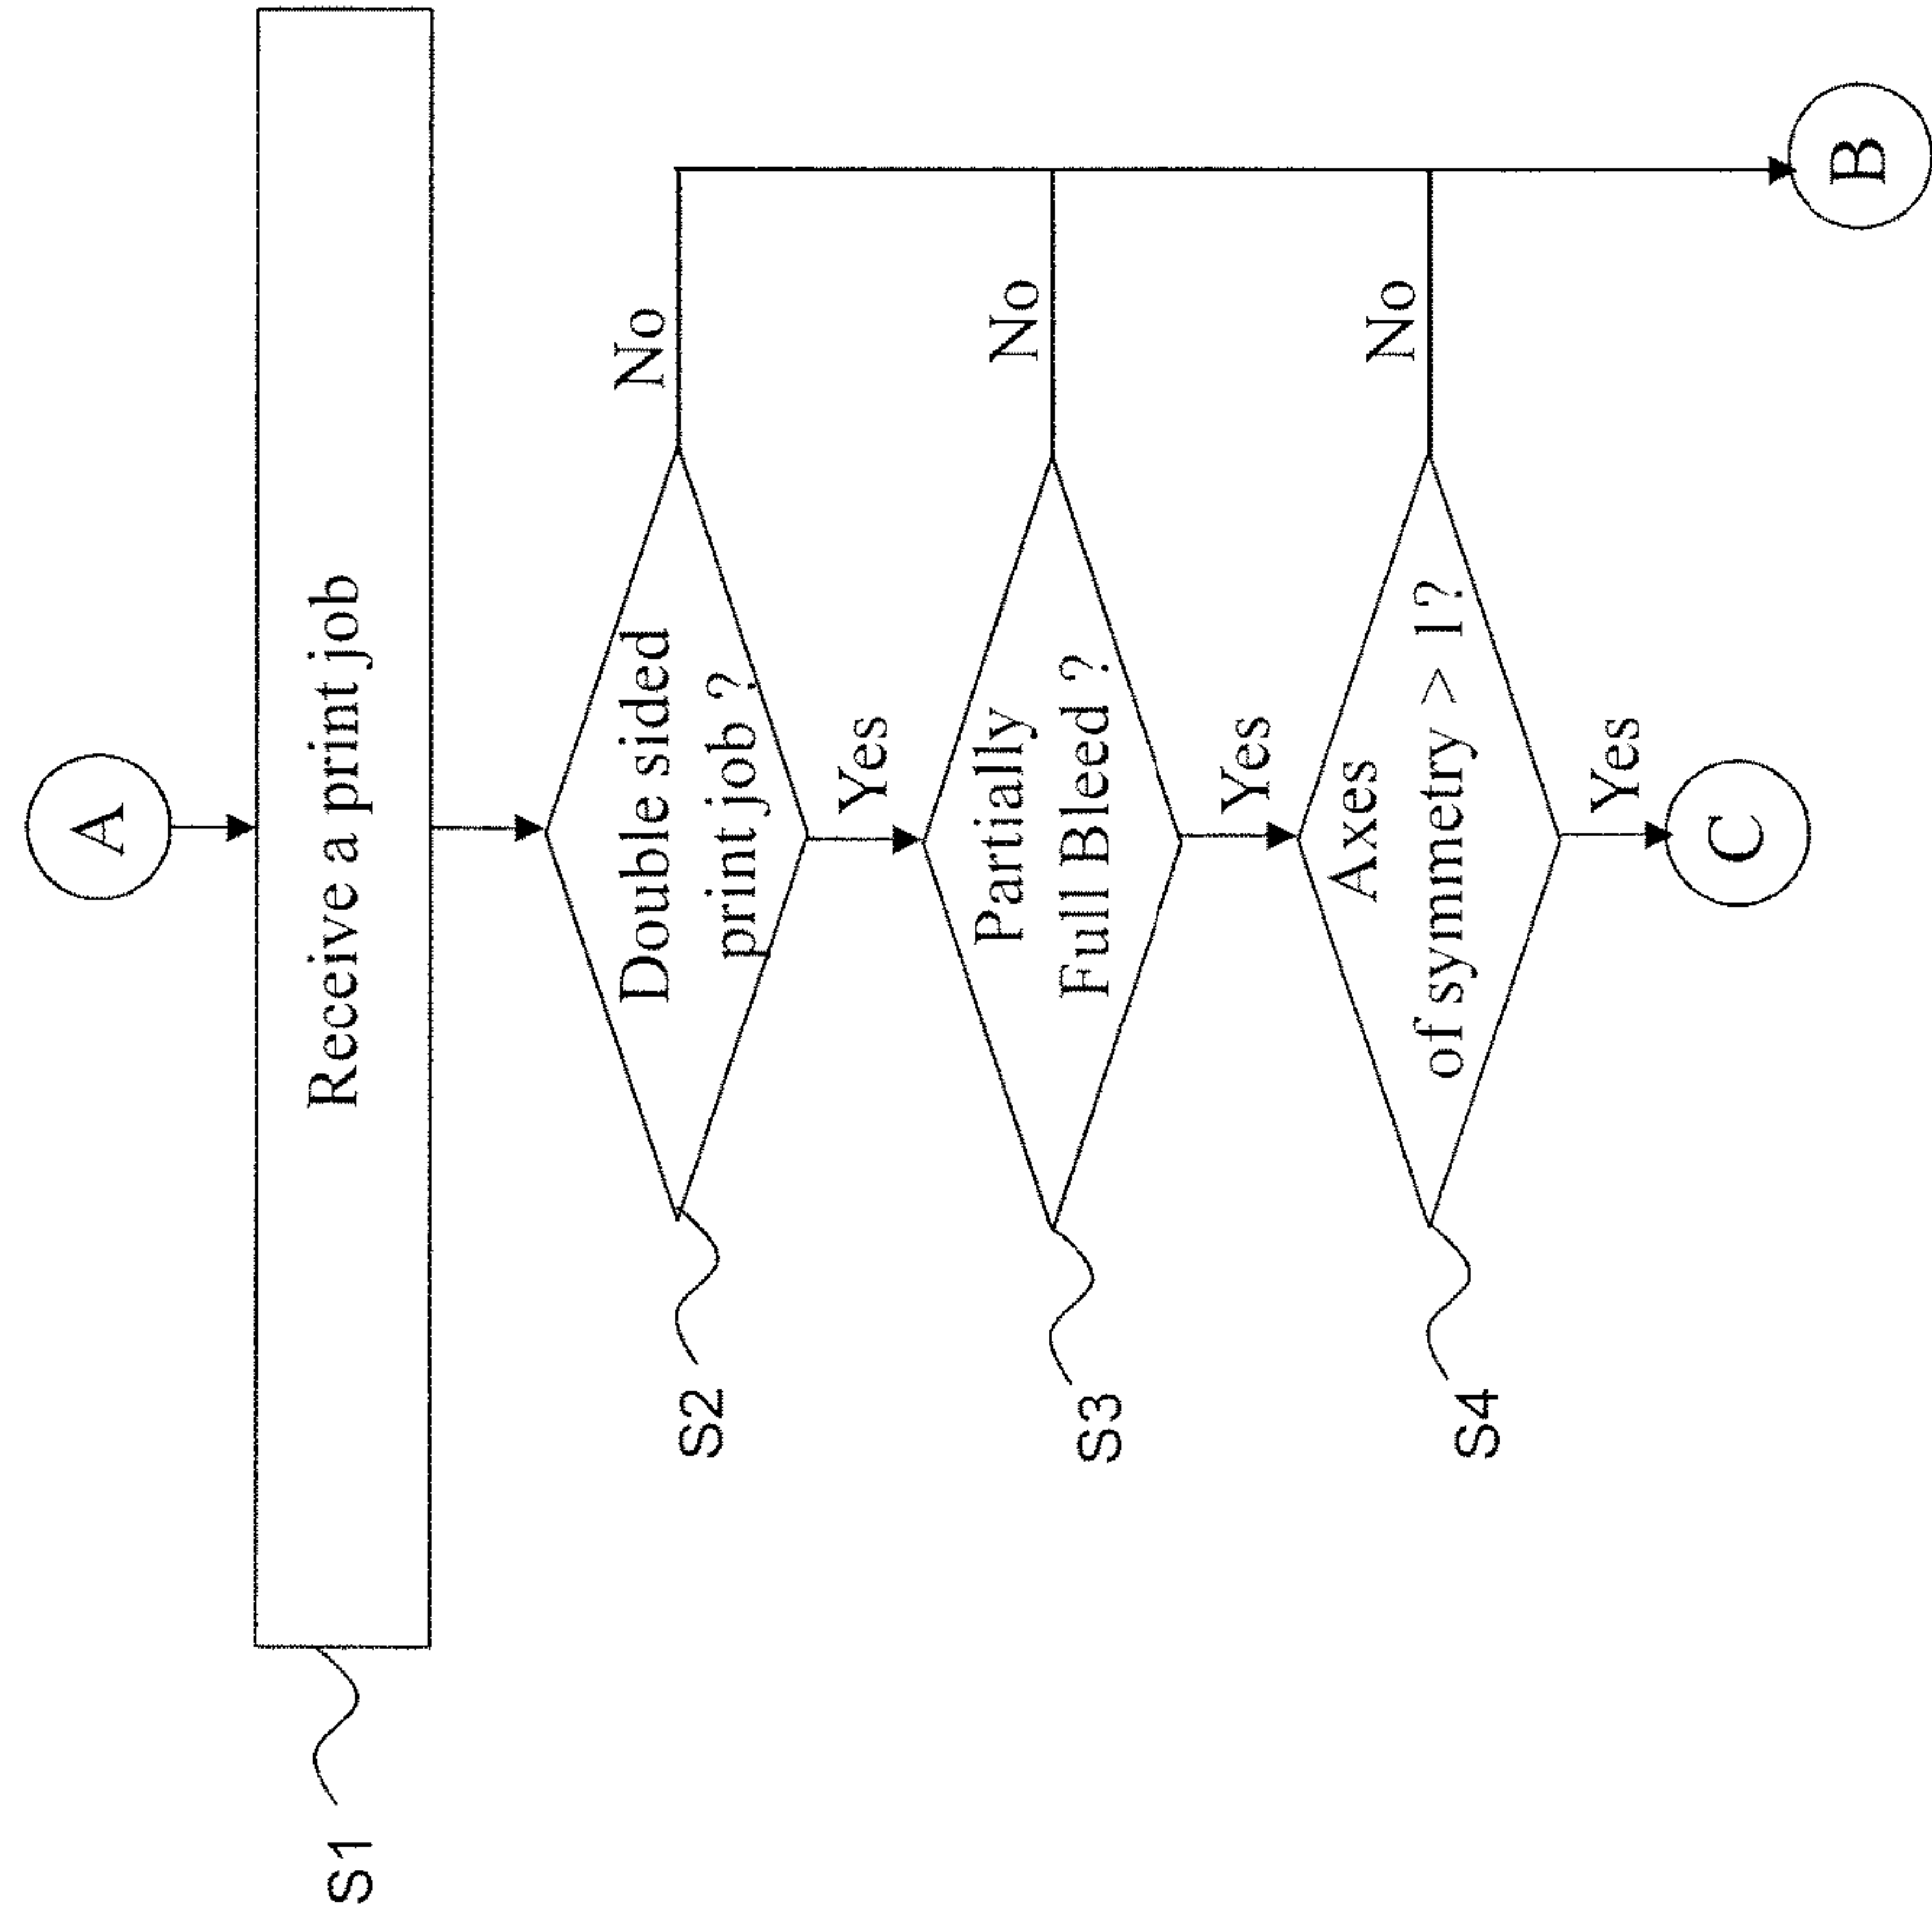 A
S1
Receive a print job
S2
Double sided
print job ?
No
Yes
S3
Partially
Full Bleed ?
No
Yes
S4
Axes
of symmetry > 1?
No
Yes
C
B